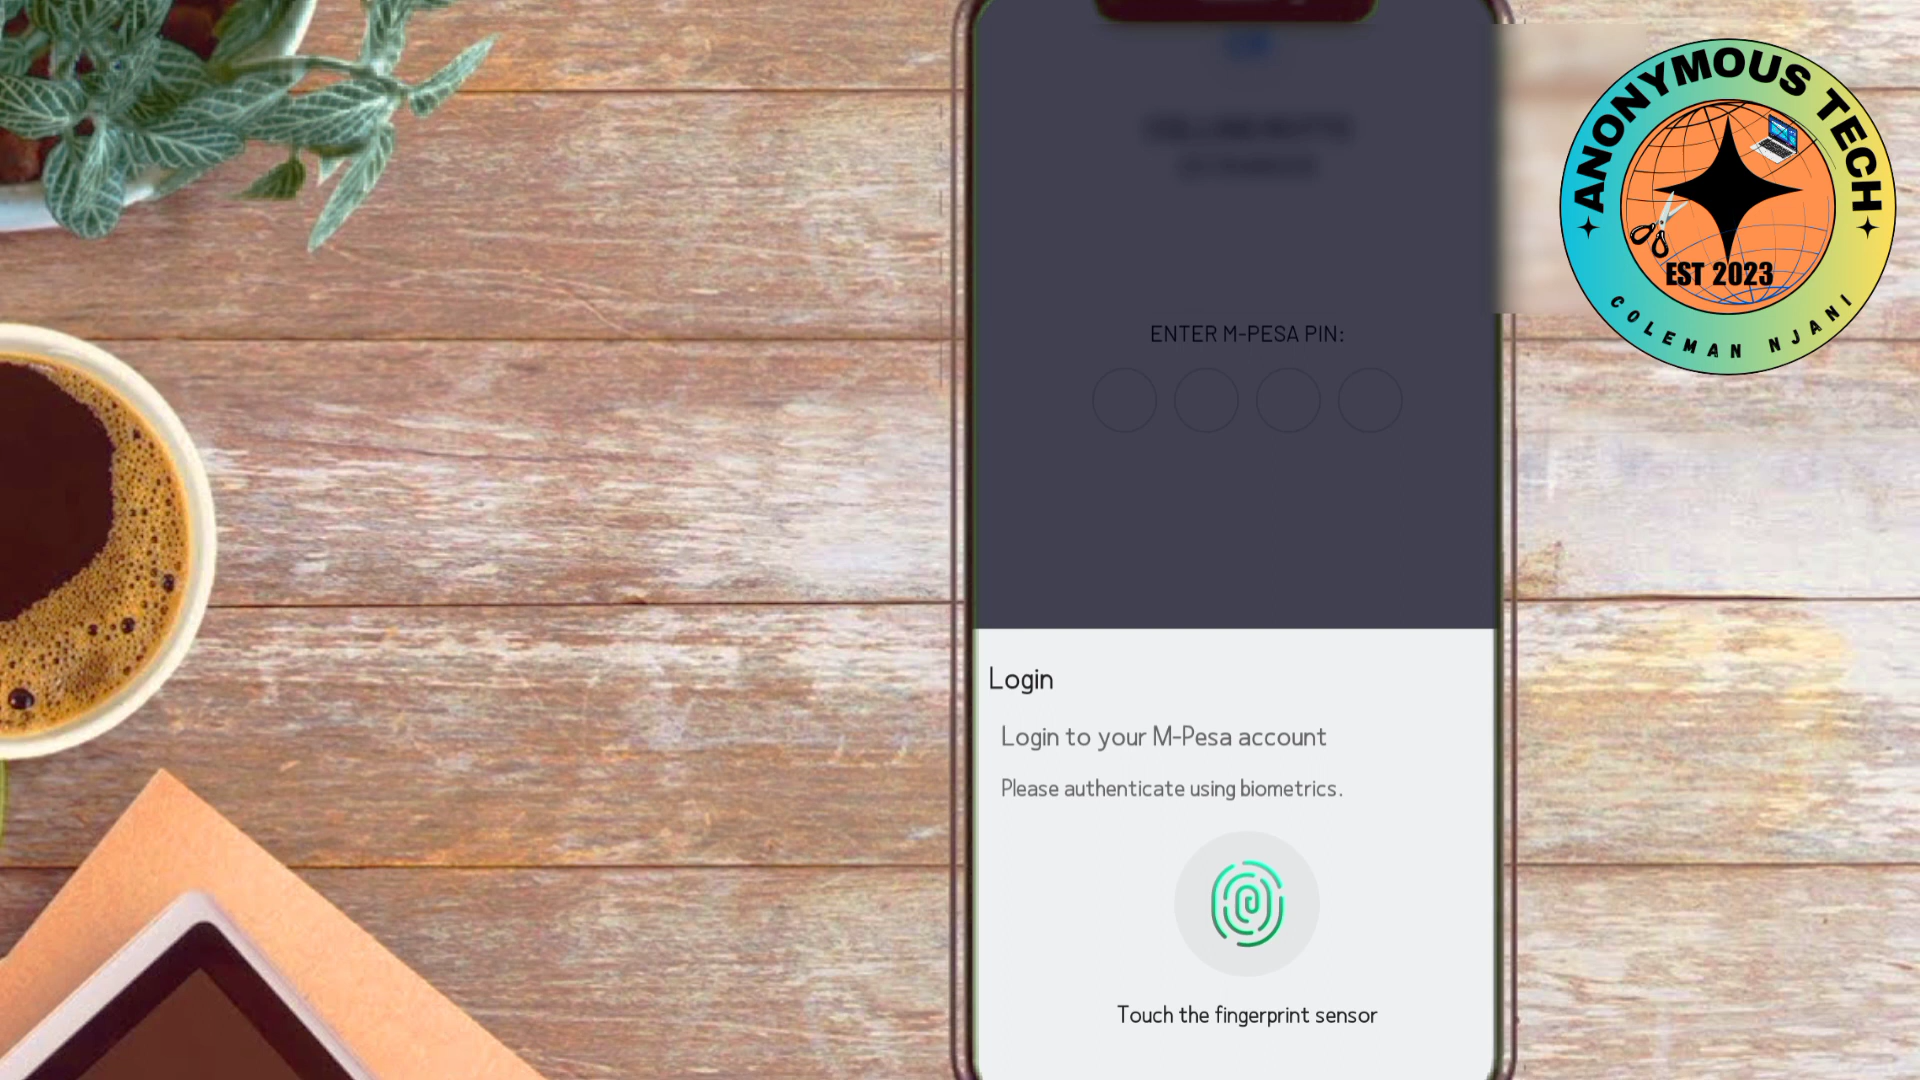 ANONYMOUS TECH
EST 2023
COLEMAN NJANI
ENTER M-PESA PIN:
Login
Login to your M-Pesa account
Please authenticate using biometrics.
Touch the fingerprint sensor